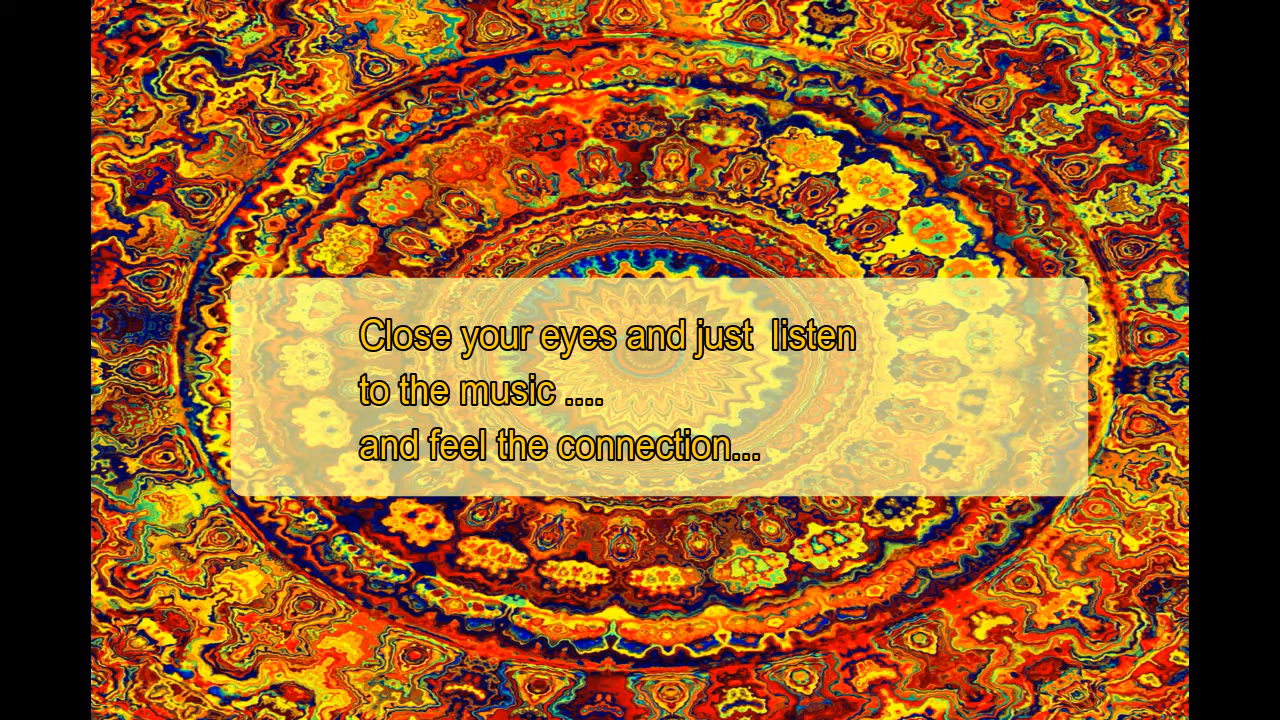 Close your eyes and just  listen
to the music ....
and feel the connection...